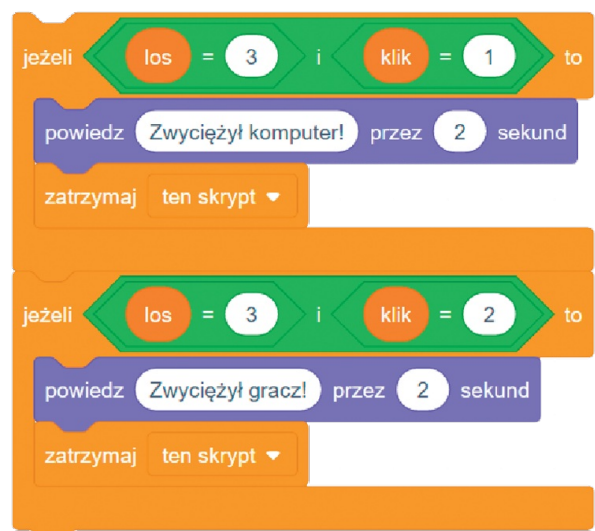 jeżeli los = 3 i klik = 1 to
powiedz Zwyciężył komputer! przez 2 sekund
zatrzymaj ten skrypt
jeżeli los = 3 i klik = 2 to
powiedz Zwyciężył gracz! przez 2 sekund
zatrzymaj ten skrypt